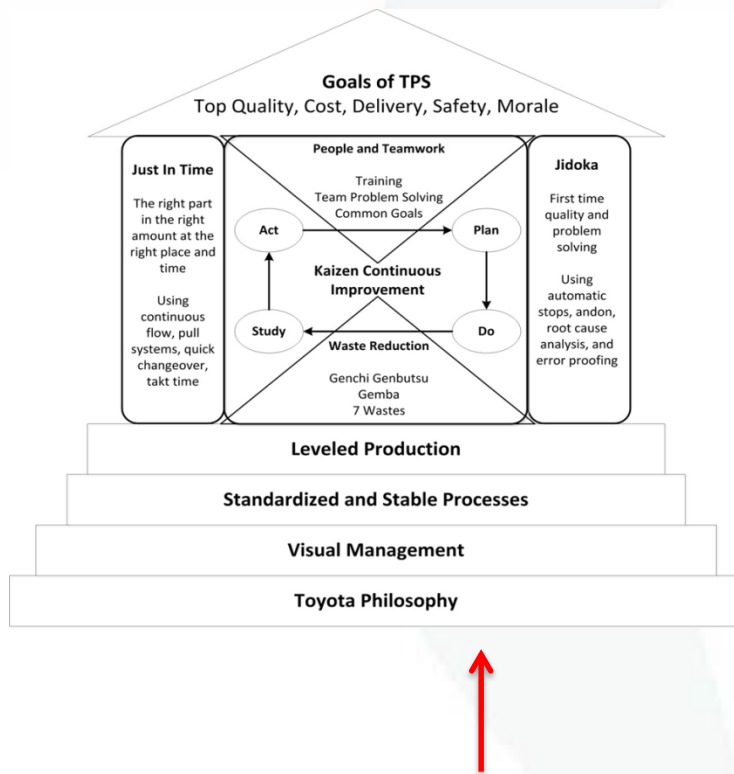 Goals of TPS
Top Quality, Cost, Delivery, Safety, Morale
Just In Time
The right part
in the right
amount at the
right place and
time
Using
continuous
flow, pull
systems, quick
changeover,
takt time
People and Teamwork
Training
Team Problem Solving
Common Goals
Act
Plan
Kaizen Continuous
Improvement
Study
Do
Waste Reduction
Genchi Genbutsu
Gemba
7 Wastes
Jidoka
First time
quality and
problem
solving
Using
automatic
stops, andon,
root cause
analysis, and
error proofing
Leveled Production
Standardized and Stable Processes
Visual Management
Toyota Philosophy